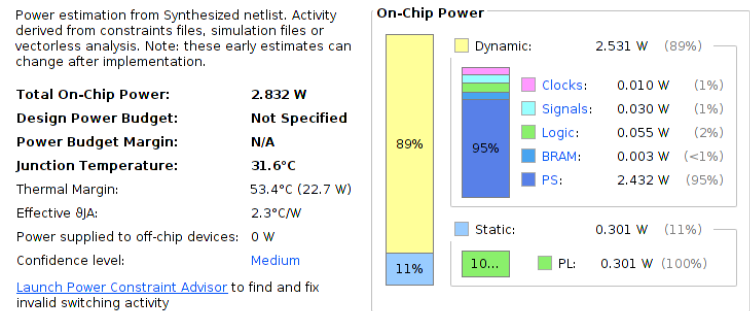 Power estimation from Synthesized netlist. Activity
derived from constraints files, simulation files or
vectorless analysis. Note: these early estimates can
change after implementation.
Total On-Chip Power: 2.832 W
Design Power Budget: Not Specified
Power Budget Margin: N/A
Junction Temperature: 31.6°C
Thermal Margin: 53.4°C (22.7 W)
Effective ϑJA: 2.3°C/W
Power supplied to off-chip devices: 0 W
Confidence level: Medium
Launch Power Constraint Advisor to find and fix
invalid switching activity
On-Chip Power
89%
11%
Dynamic: 2.531 W (89%)
95%
Clocks: 0.010 W (1%)
Signals: 0.030 W (1%)
Logic: 0.055 W (2%)
BRAM: 0.003 W (<1%)
PS: 2.432 W (95%)
Static: 0.301 W (11%)
10...
PL: 0.301 W (100%)